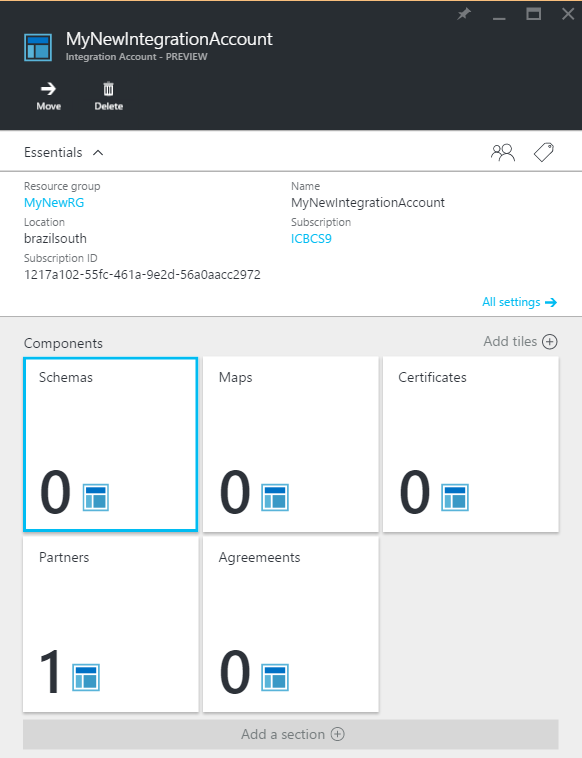 MyNewIntegrationAccount
Integration Account - PREVIEW
Move Delete
Essentials
Resource group Name
MyNewRG MyNewIntegrationAccount
Location Subscription
brazilsouth ICBCS9
Subscription ID
1217a102-55fc-461a-9e2d-56a0aacc2972
All settings
Components Add tiles
Schemas Maps Certificates
0 0 0
Partners Agreemeents
1 0
Add a section